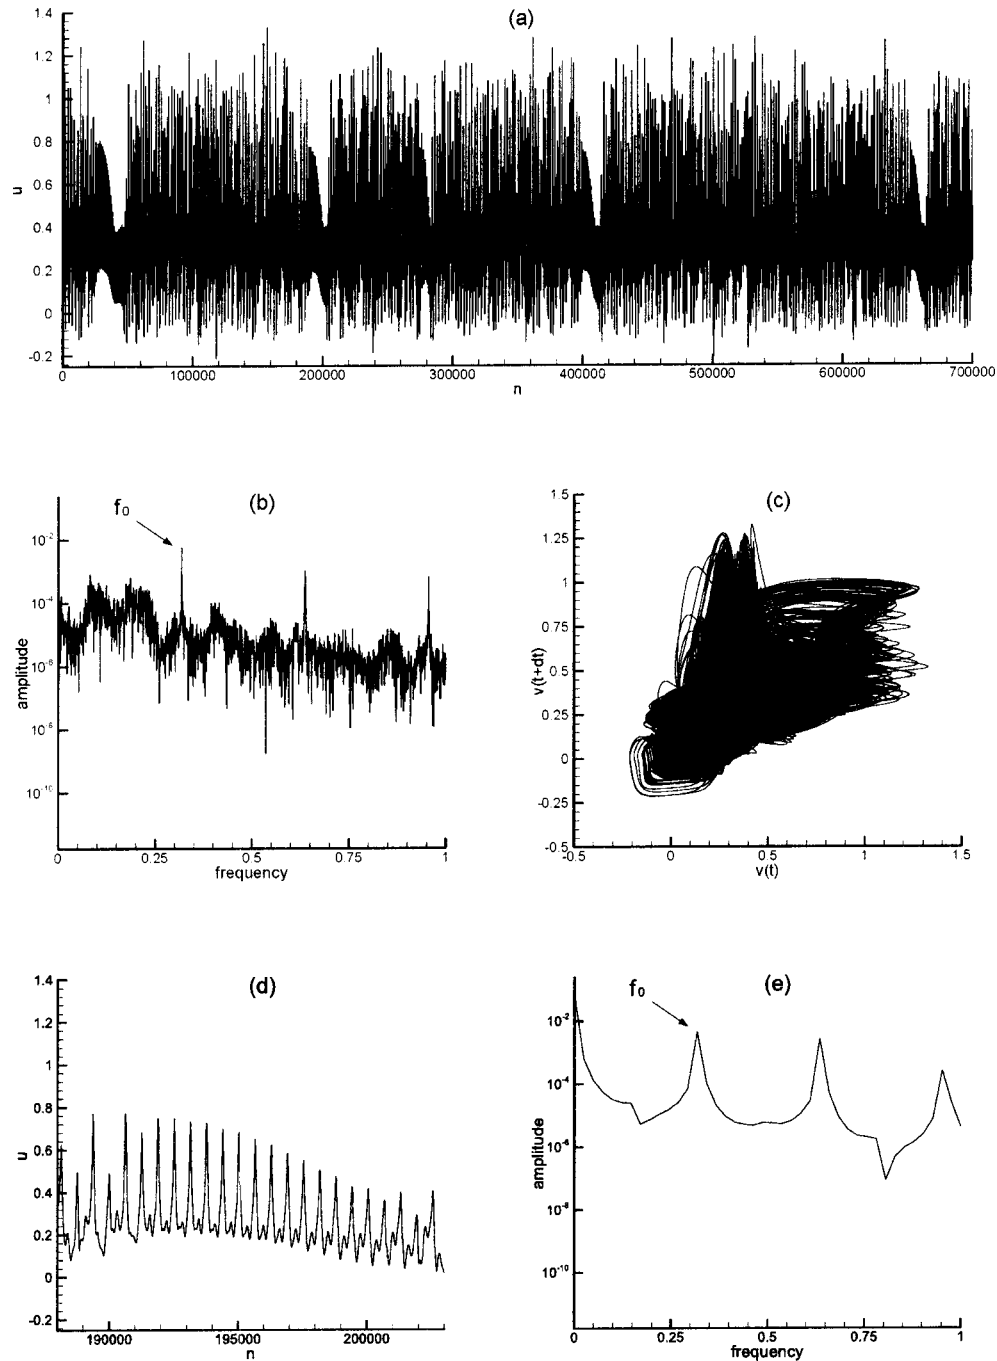 (a)
1.4
1.2
1
0.8
0.6
0.4
0.2
0
-0.2
u
0 100000 200000 300000 400000 500000 600000 700000
n
(b)
f₀
10⁻²
10⁻⁴
10⁻⁶
10⁻⁸
10⁻¹⁰
amplitude
0 0.25 0.5 0.75 1
frequency
(c)
1.5
1.25
1
0.75
0.5
0.25
0
-0.25
-0.5
v(t+dt)
-0.5 0 0.5 1 1.5
v(t)
(d)
1.4
1.2
1
0.8
0.6
0.4
0.2
0
-0.2
u
190000 195000 200000
n
(e)
f₀
10⁻²
10⁻⁴
10⁻⁶
10⁻⁸
10⁻¹⁰
amplitude
0 0.25 0.5 0.75 1
frequency